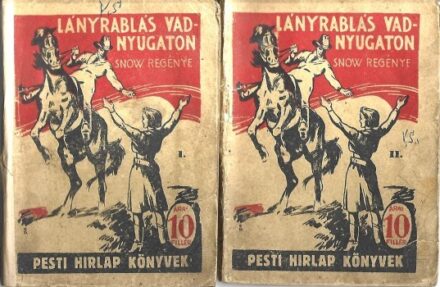 V.S.
LÁNYRABLÁS VAD-
NYUGATON
SNOW REGÉNYE
I.
ÁRA:
10
FILLÉR
PESTI HIRLAP KÖNYVEK
LÁNYRABLÁS VAD-
NYUGATON
SNOW REGÉNYE
V.S.
II.
ÁRA:
10
FILLÉR
PESTI HIRLAP KÖNYVEK